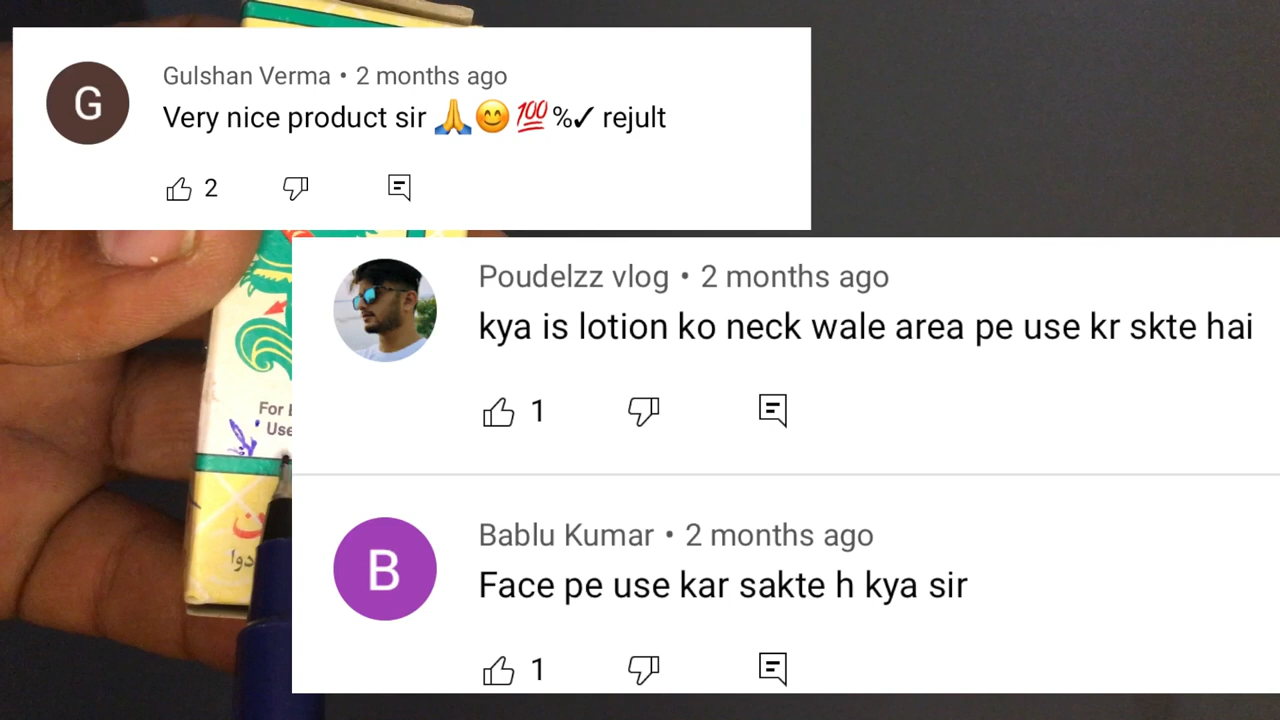 G
Gulshan Verma • 2 months ago
Very nice product sir 🙏😊💯%✓ rejult
2
Poudelzz vlog • 2 months ago
kya is lotion ko neck wale area pe use kr skte hai
1
For
Use
B
Bablu Kumar • 2 months ago
Face pe use kar sakte h kya sir
1